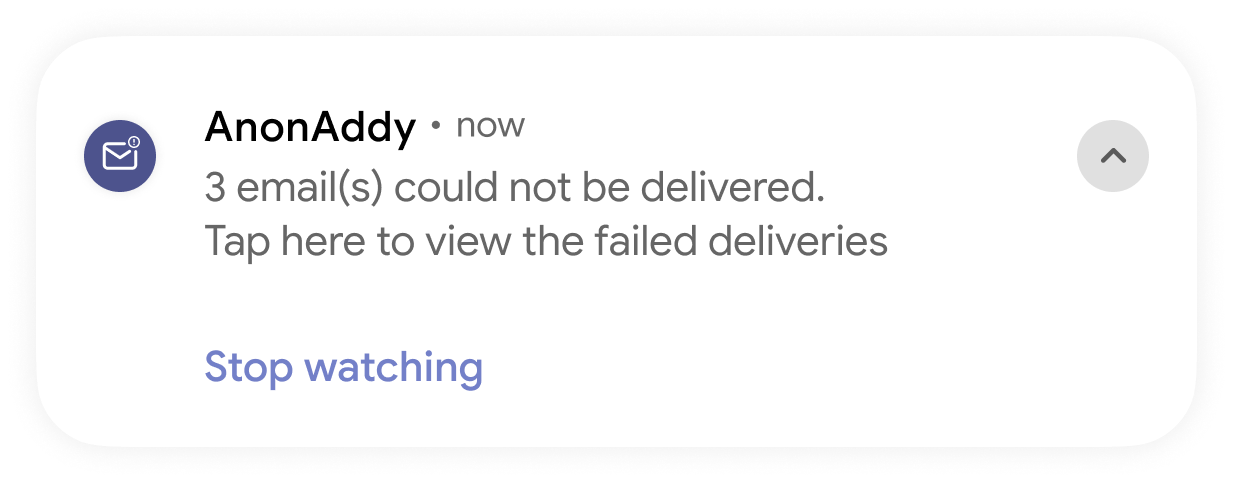 AnonAddy • now
3 email(s) could not be delivered.
Tap here to view the failed deliveries
Stop watching